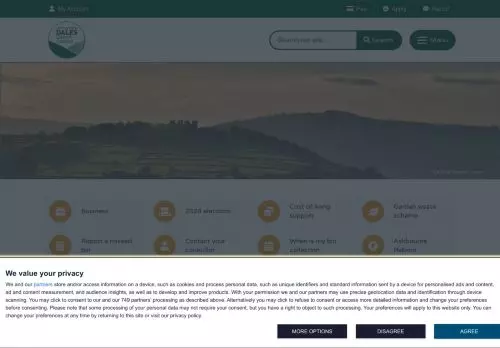 My Account
Pay
Apply
Report
DALES
Search
Menu
Business
2025 elections
Cost of living
support
Garden waste
scheme
Report a missed
bin
Contact your
councillor
When is my bin
collection
Ashbourne
Reborn
We value your privacy
We and our partners store and/or access information on a device, such as cookies and process personal data, such as unique identifiers and standard information sent by a device for personalised ads and content,
ad and content measurement, and audience insights, as well as to develop and improve products. With your permission we and our partners may use precise geolocation data and identification through device
scanning. You may click to consent to our and our 749 partners' processing as described above. Alternatively you may click to refuse to consent or access more detailed information and change your preferences
before consenting. Please note that some processing of your personal data may not require your consent, but you have a right to object to such processing. Your preferences will apply to this website only. You can
change your preferences at any time by returning to this site or visit our privacy policy.
MORE OPTIONS
DISAGREE
AGREE